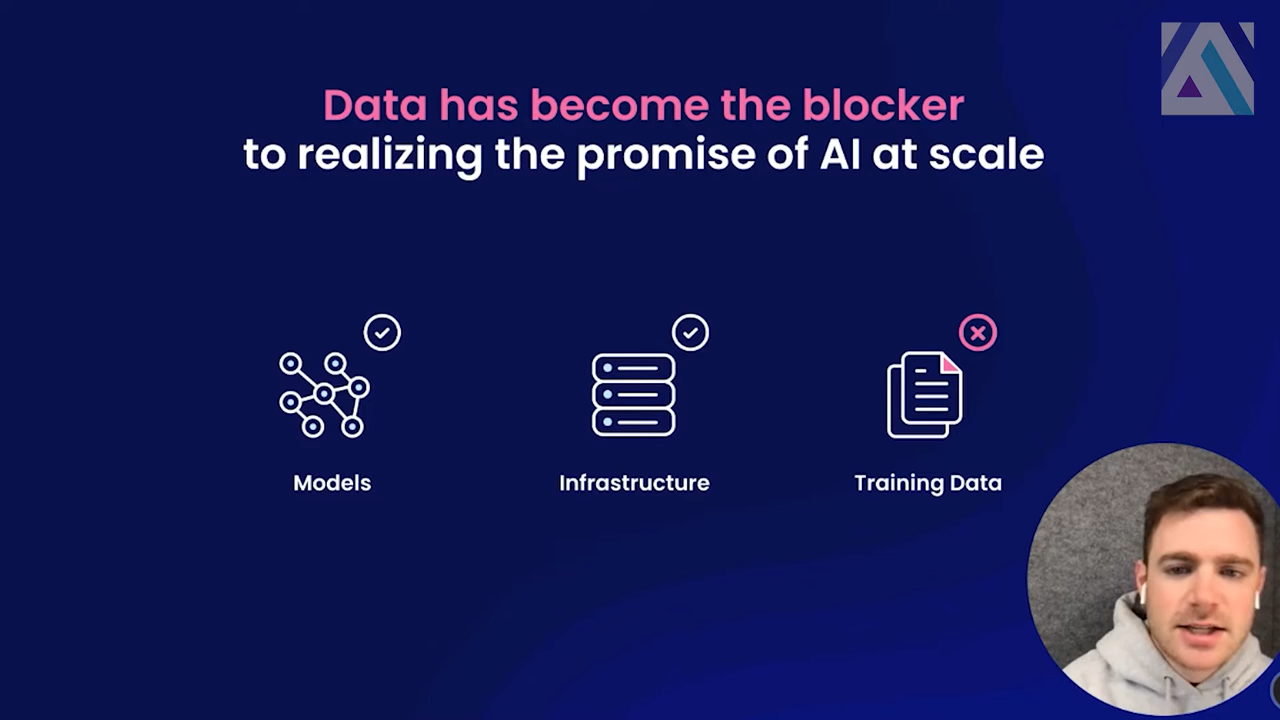 Data has become the blocker
to realizing the promise of AI at scale
Models
Infrastructure
Training Data